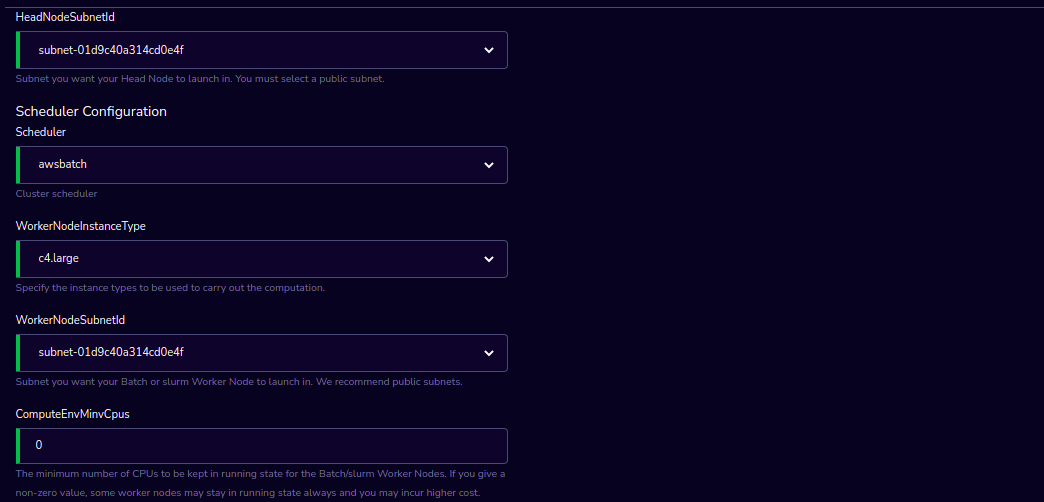 HeadNodeSubnetId
subnet-01d9c40a314cd0e4f
Subnet you want your Head Node to launch in. You must select a public subnet.
Scheduler Configuration
Scheduler
awsbatch
Cluster scheduler
WorkerNodeInstanceType
c4.large
Specify the instance types to be used to carry out the computation.
WorkerNodeSubnetId
subnet-01d9c40a314cd0e4f
Subnet you want your Batch or slurm Worker Node to launch in. We recommend public subnets.
ComputeEnvMinvCpus
0
The minimum number of CPUs to be kept in running state for the Batch/slurm Worker Nodes. If you give a
non-zero value, some worker nodes may stay in running state always and you may incur higher cost.